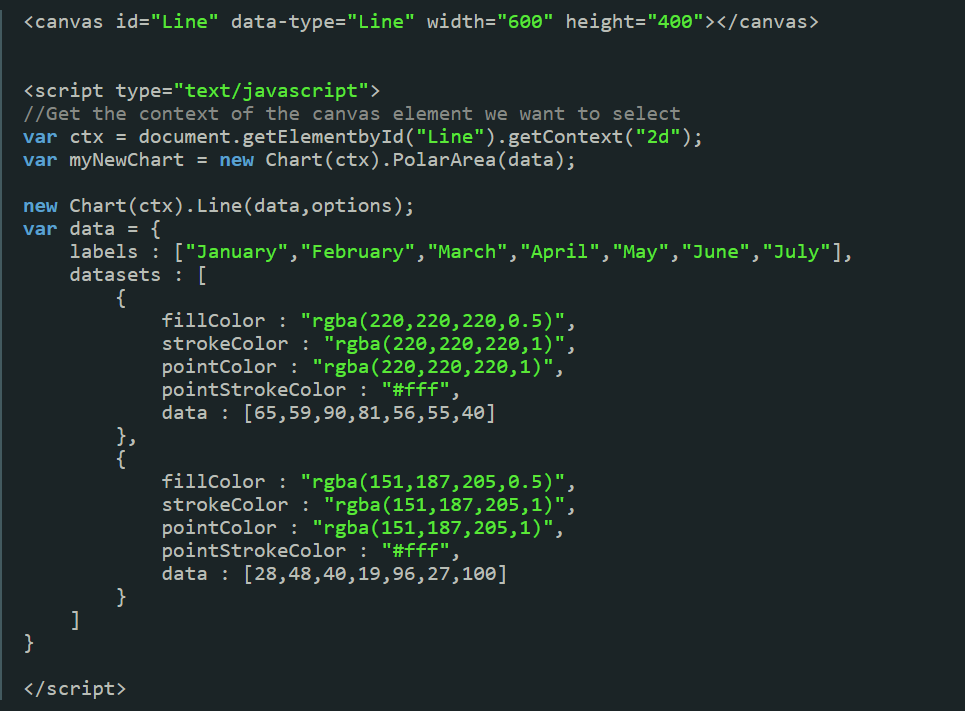 <canvas id="Line" data-type="Line" width="600" height="400"></canvas>
<script type="text/javascript">
//Get the context of the canvas element we want to select
var ctx = document.getElementbyId("Line").getContext("2d");
var myNewChart = new Chart(ctx).PolarArea(data);
new Chart(ctx).Line(data,options);
var data = {
    labels : ["January","February","March","April","May","June","July"],
    datasets : [
        {
            fillColor : "rgba(220,220,220,0.5)",
            strokeColor : "rgba(220,220,220,1)",
            pointColor : "rgba(220,220,220,1)",
            pointStrokeColor : "#fff",
            data : [65,59,90,81,56,55,40]
        },
        {
            fillColor : "rgba(151,187,205,0.5)",
            strokeColor : "rgba(151,187,205,1)",
            pointColor : "rgba(151,187,205,1)",
            pointStrokeColor : "#fff",
            data : [28,48,40,19,96,27,100]
        }
    ]
}
</script>